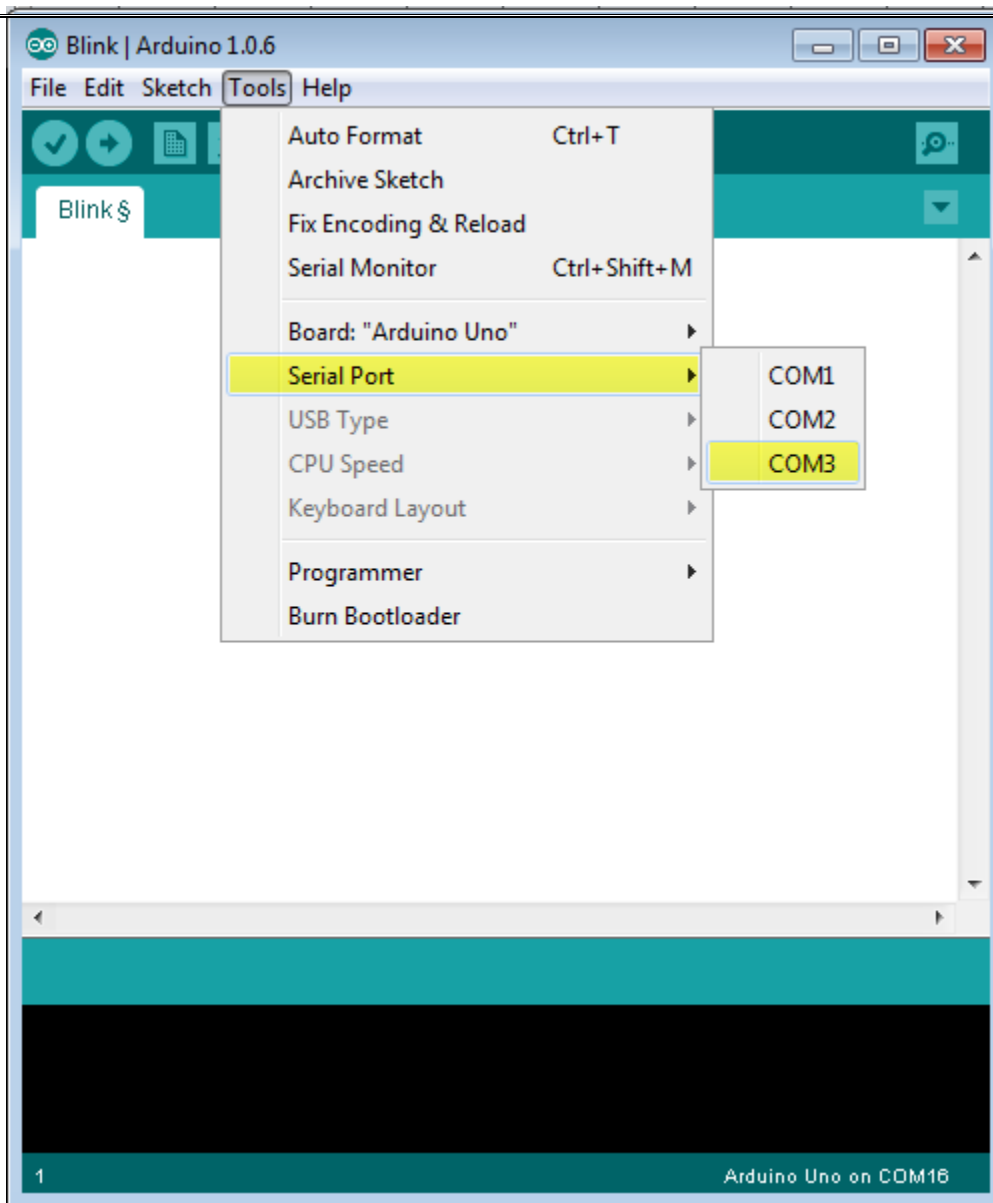 Blink | Arduino 1.0.6
File Edit Sketch Tools Help
Blink §
Auto Format Ctrl+T
Archive Sketch
Fix Encoding & Reload
Serial Monitor Ctrl+Shift+M
Board: "Arduino Uno"
Serial Port
USB Type
CPU Speed
Keyboard Layout
Programmer
Burn Bootloader
COM1
COM2
COM3
1 Arduino Uno on COM16